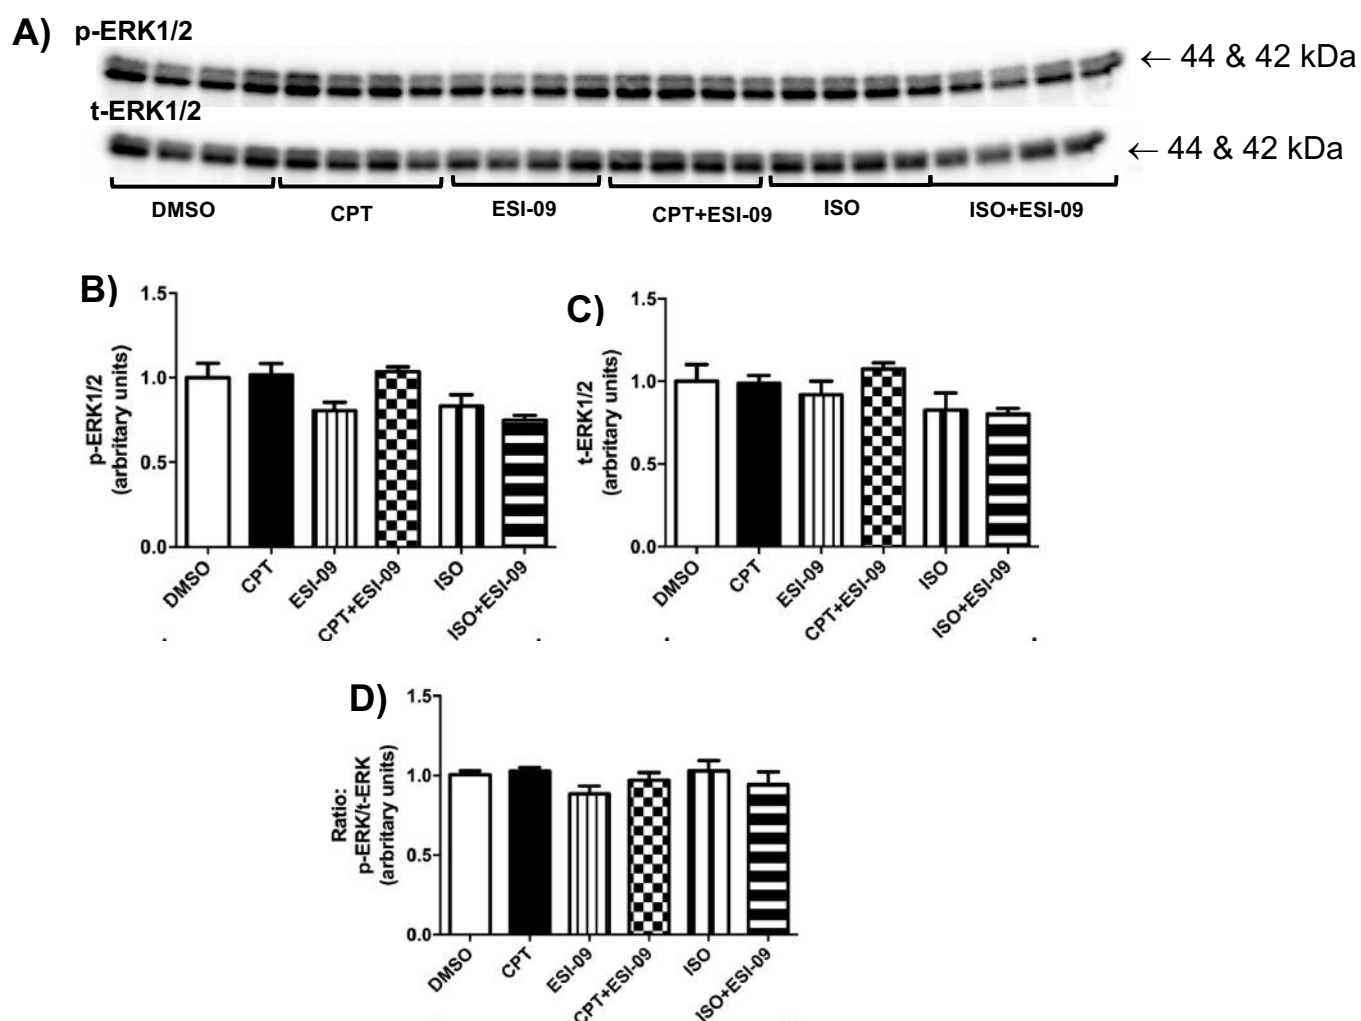 A) p-ERK1/2
← 44 & 42 kDa
t-ERK1/2
← 44 & 42 kDa
DMSO CPT ESI-09 CPT+ESI-09 ISO ISO+ESI-09
B)
p-ERK1/2
(arbritary units)
1.5
1.0
0.5
0.0
DMSO CPT ESI-09 CPT+ESI-09 ISO ISO+ESI-09
C)
t-ERK1/2
(arbritary units)
1.5
1.0
0.5
0.0
DMSO CPT ESI-09 CPT+ESI-09 ISO ISO+ESI-09
D)
Ratio:
p-ERK/t-ERK
(arbritary units)
1.5
1.0
0.5
0.0
DMSO CPT ESI-09 CPT+ESI-09 ISO ISO+ESI-09